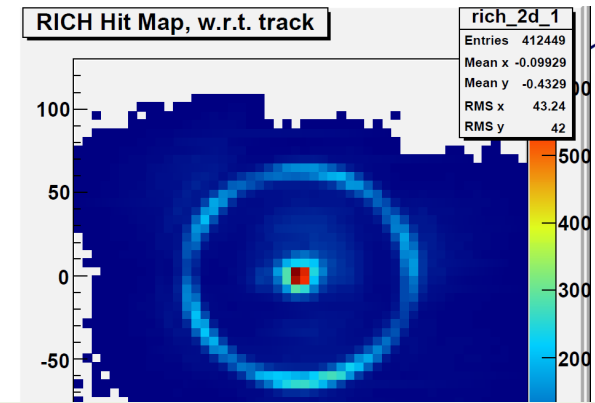 RICH Hit Map, w.r.t. track
rich_2d_1
Entries 412449
Mean x -0.09929
Mean y -0.4329
RMS x 43.24
RMS y 42
100
50
0
-50
500
400
300
200